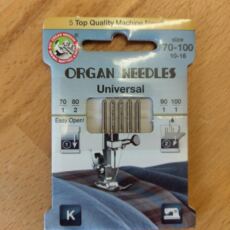 5 Top Quality Machine Needles
size
70-100
10-16
ORGAN NEEDLES
Universal
70 80
1 2
90 100
1 1
Easy Open!
K